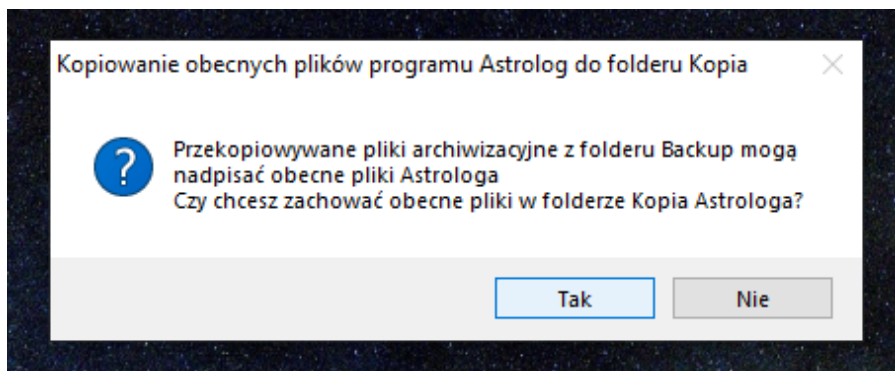 Kopiowanie obecnych plików programu Astrolog do folderu Kopia
Przekopiowywane pliki archiwizacyjne z folderu Backup mogą
nadpisać obecne pliki Astrologa
Czy chcesz zachować obecne pliki w folderze Kopia Astrologa?
Tak
Nie